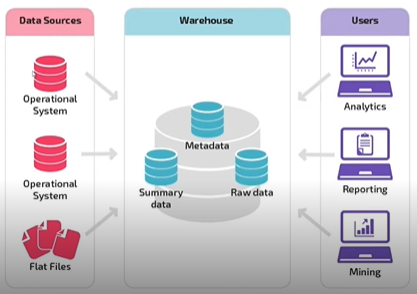 Data Sources
Warehouse
Users
Operational
System
Operational
System
Flat Files
Metadata
Summary
data
Raw data
Analytics
Reporting
Mining